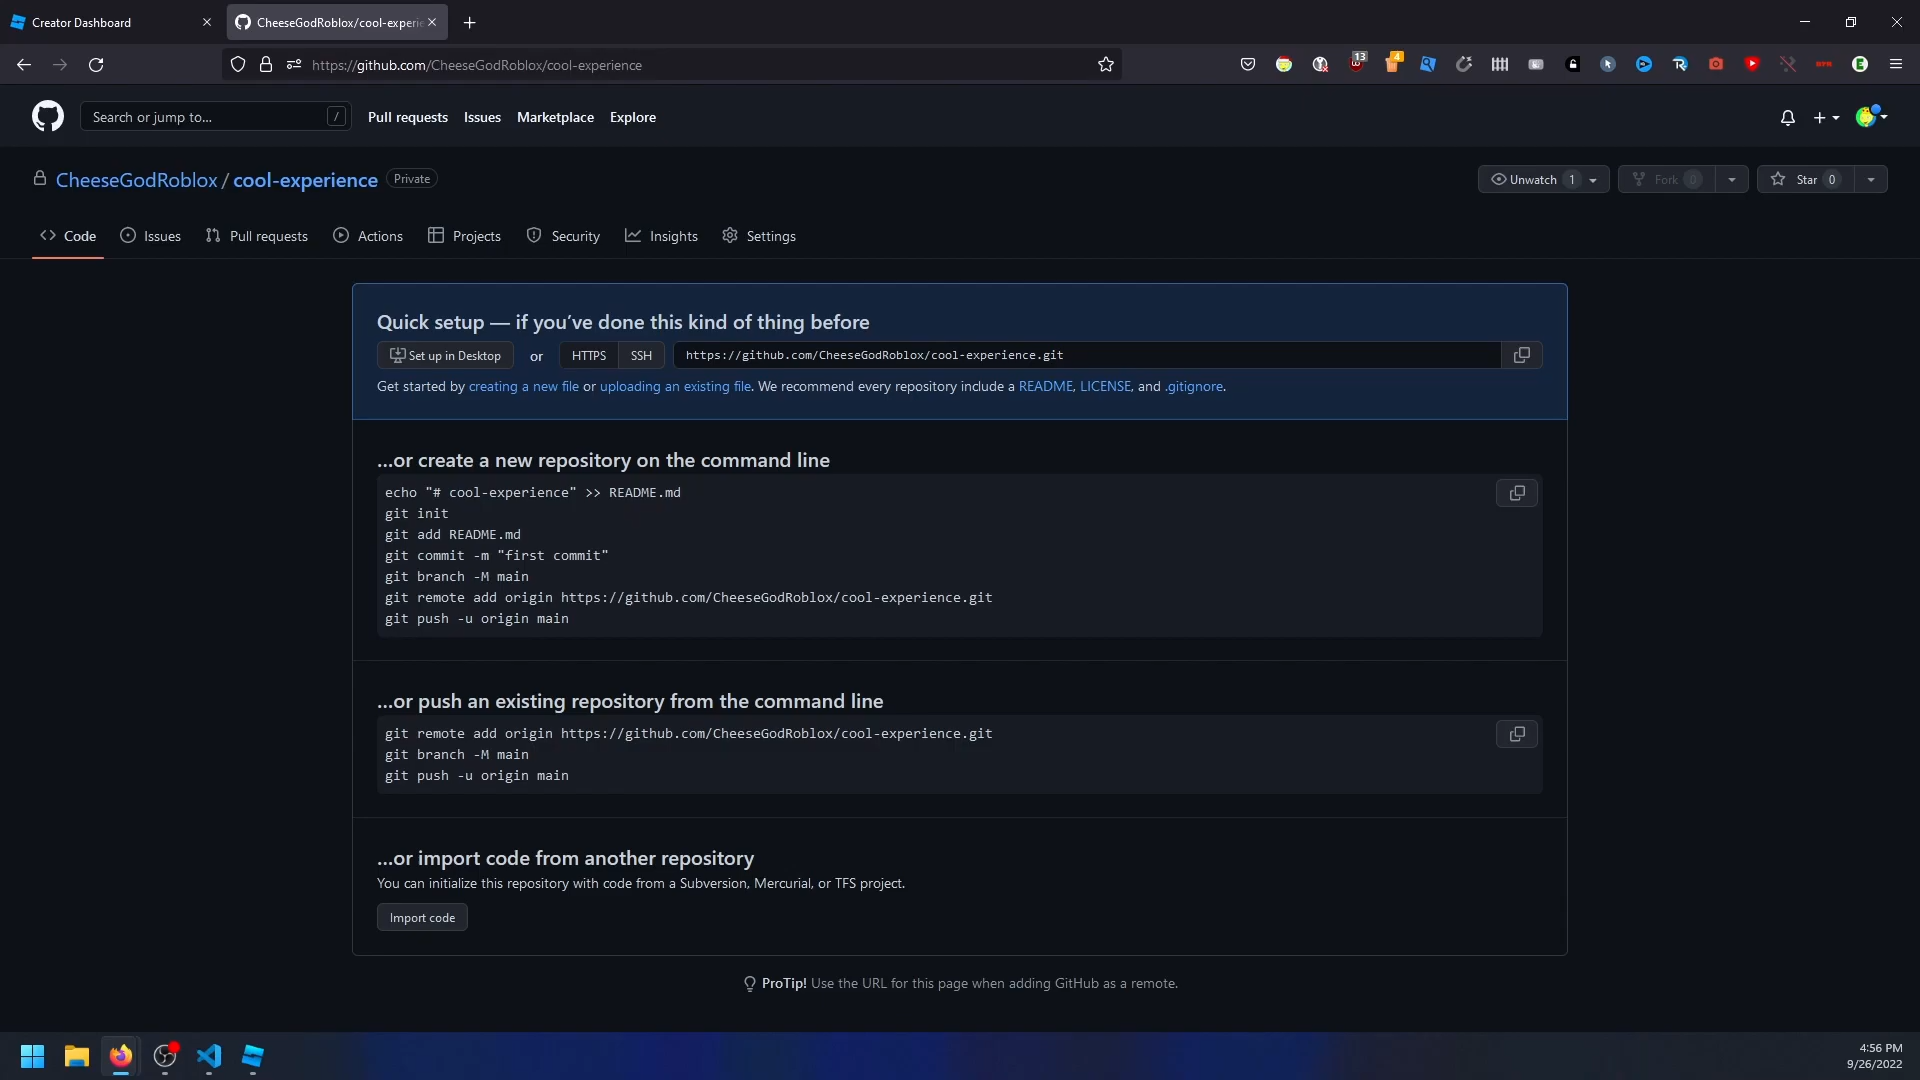 Creator Dashboard
CheeseGodRoblox/cool-experie
https://github.com/CheeseGodRoblox/cool-experience
13
4
Search or jump to...
/
Pull requests
Issues
Marketplace
Explore
CheeseGodRoblox / cool-experience
Private
Unwatch 1
Fork 0
Star 0
Code
Issues
Pull requests
Actions
Projects
Security
Insights
Settings
Quick setup — if you’ve done this kind of thing before
Set up in Desktop
or
HTTPS
SSH
https://github.com/CheeseGodRoblox/cool-experience.git
Get started by creating a new file or uploading an existing file. We recommend every repository include a README, LICENSE, and .gitignore.
…or create a new repository on the command line
echo "# cool-experience" >> README.md
git init
git add README.md
git commit -m "first commit"
git branch -M main
git remote add origin https://github.com/CheeseGodRoblox/cool-experience.git
git push -u origin main
…or push an existing repository from the command line
git remote add origin https://github.com/CheeseGodRoblox/cool-experience.git
git branch -M main
git push -u origin main
…or import code from another repository
You can initialize this repository with code from a Subversion, Mercurial, or TFS project.
Import code
ProTip! Use the URL for this page when adding GitHub as a remote.
4:56 PM
9/26/2022